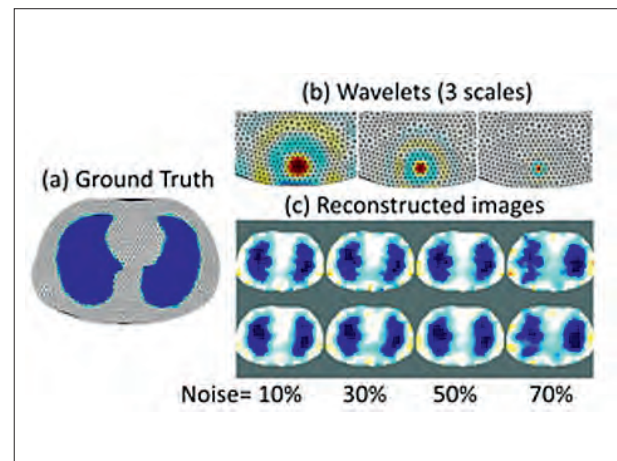 (b) Wavelets (3 scales)
(a) Ground Truth
(c) Reconstructed images
Noise= 10% 30% 50% 70%